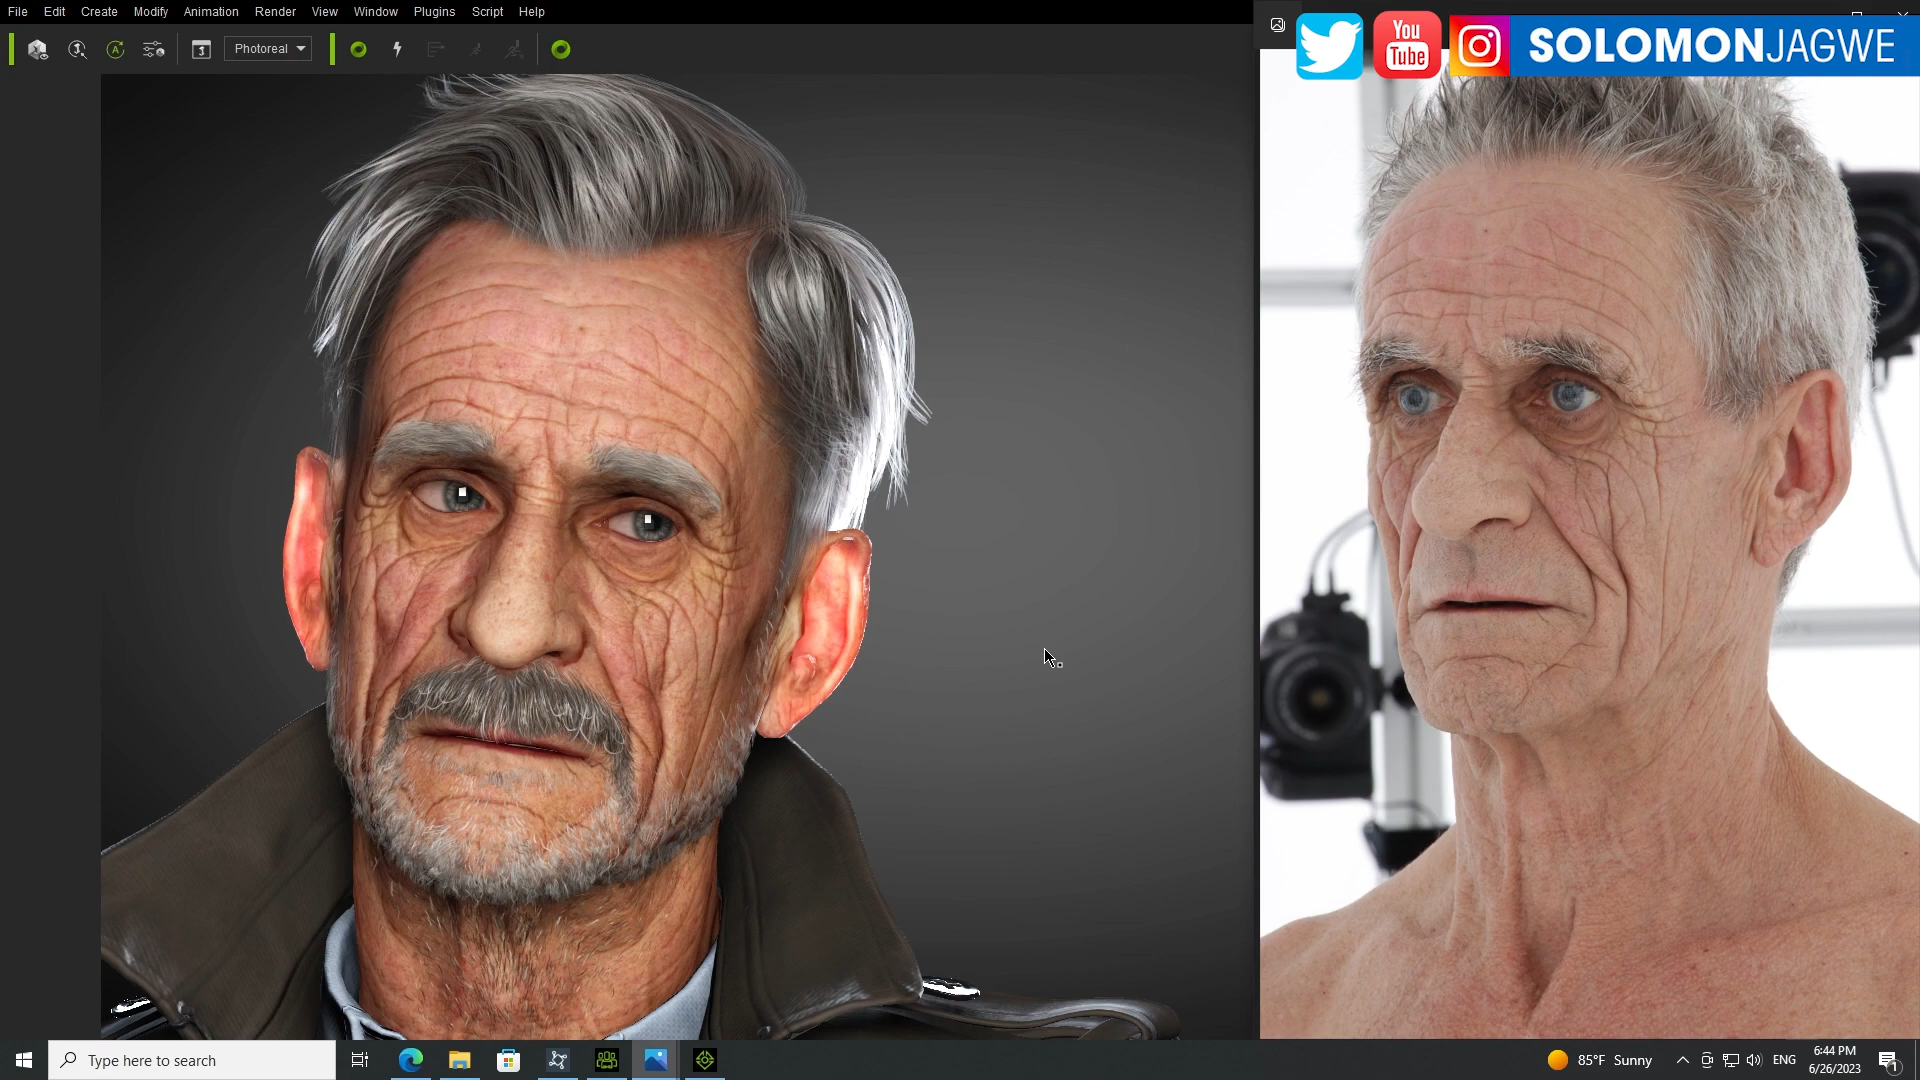 File Edit Create Modify Animation Render View Window Plugins Script Help
You
Tube
SOLOMONJAGWE
Photoreal
Type here to search
85°F Sunny
ENG
6:44 PM
6/26/2023
1